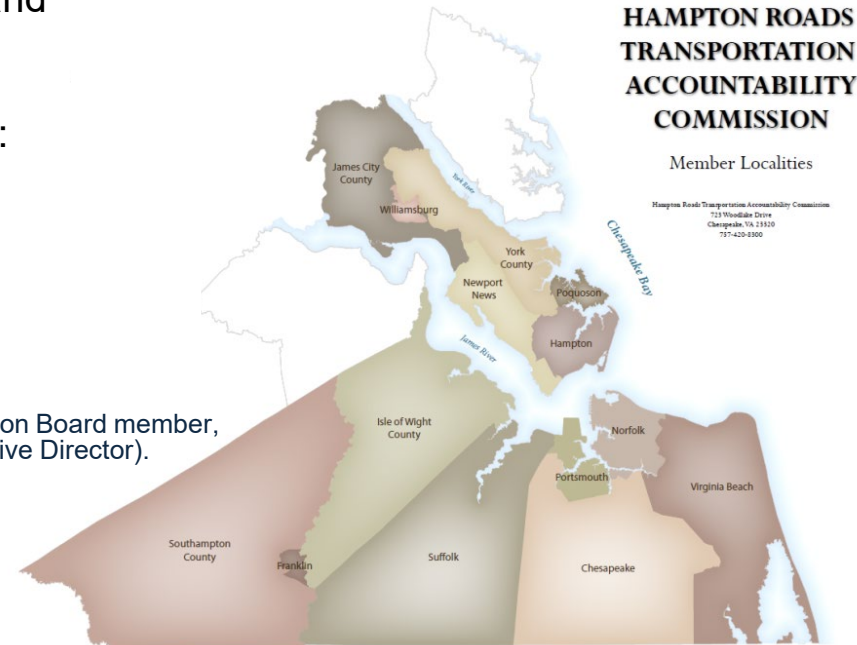 and
:
on Board member,
ive Director).
HAMPTON ROADS
TRANSPORTATION
ACCOUNTABILITY
COMMISSION
Member Localities
Hampton Roads Transportation Accountability Commission
723 Woodlake Drive
Chesapeake, VA 23320
757-420-8300
James City
County
York River
Williamsburg
Chesapeake Bay
York
County
Newport
News
Poquoson
Hampton
James River
Isle of Wight
County
Norfolk
Portsmouth
Virginia Beach
Southampton
County
Franklin
Suffolk
Chesapeake